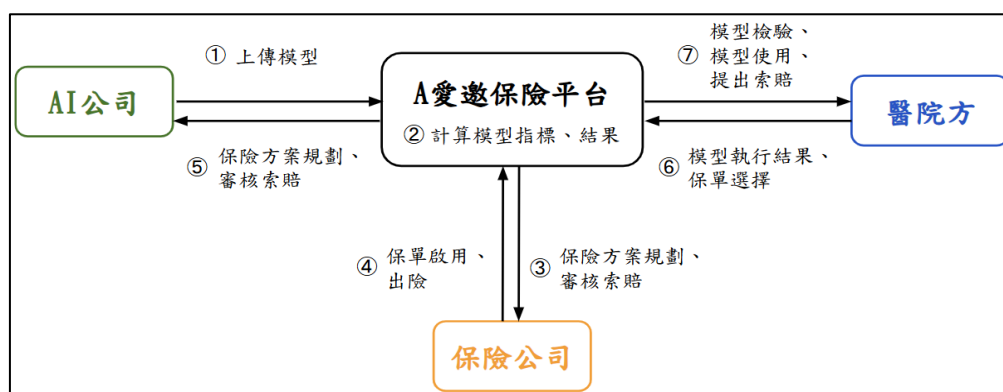 ① 上傳模型
AI公司
⑤ 保險方案規劃、
審核索賠
A愛邀保險平台
② 計算模型指標、結果
⑦ 模型檢驗、
模型使用、
提出索賠
醫院方
⑥ 模型執行結果、
保單選擇
④ 保單啟用、
出險
③ 保險方案規劃、
審核索賠
保險公司